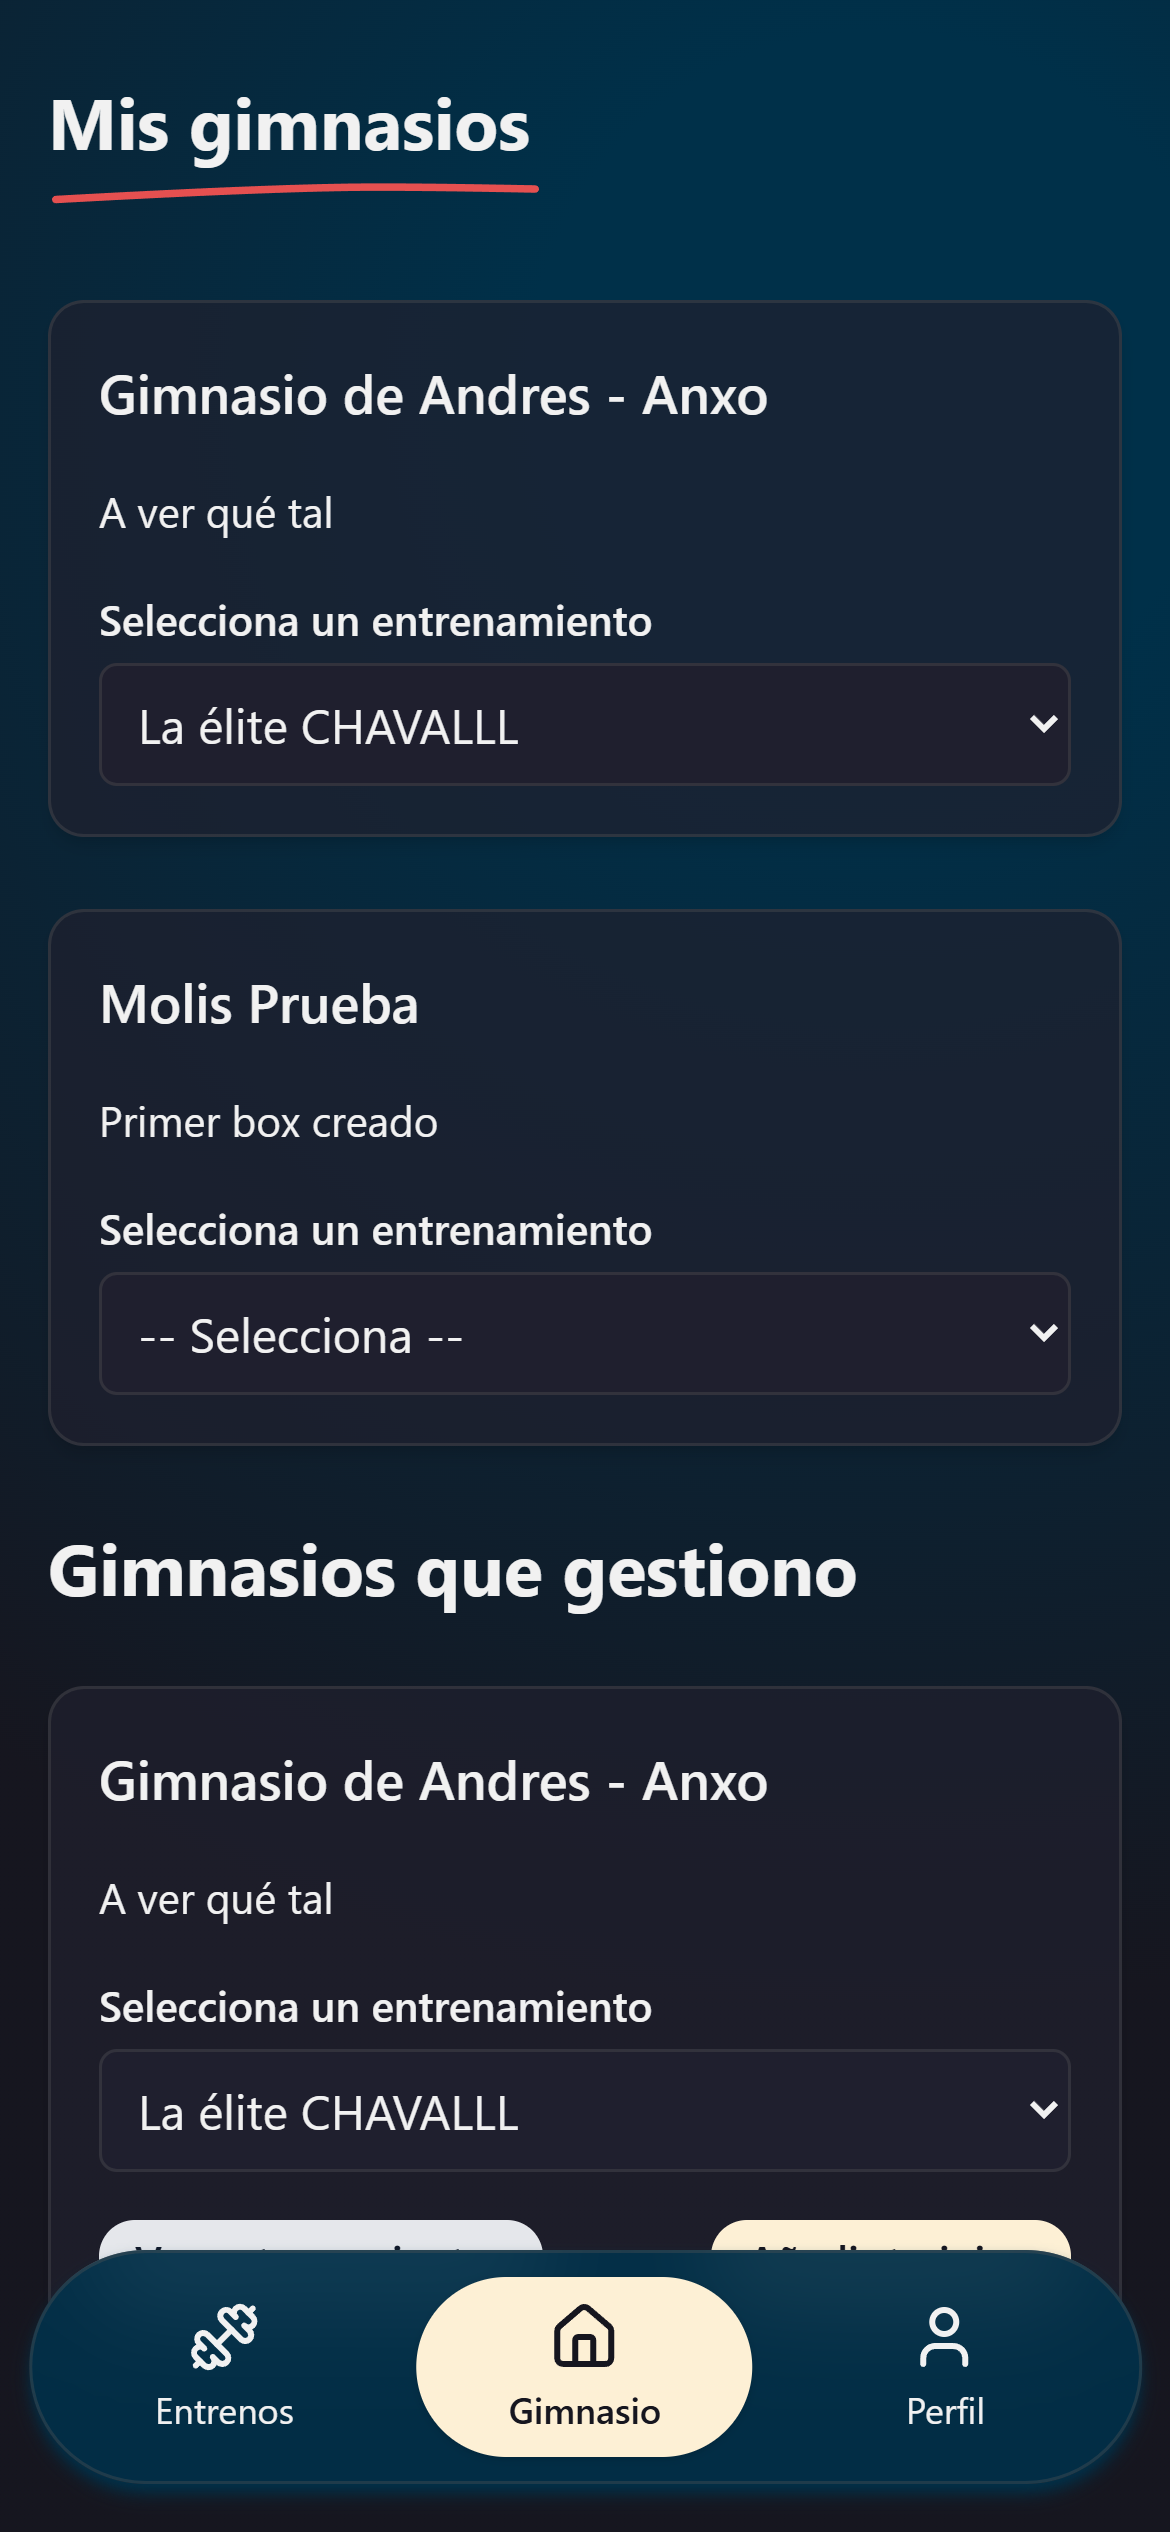 Mis gimnasios
Gimnasio de Andres - Anxo
A ver qué tal
Selecciona un entrenamiento
La élite CHAVALLL
Molis Prueba
Primer box creado
Selecciona un entrenamiento
-- Selecciona --
Gimnasios que gestiono
Gimnasio de Andres - Anxo
A ver qué tal
Selecciona un entrenamiento
La élite CHAVALLL
Entrenos
Gimnasio
Perfil